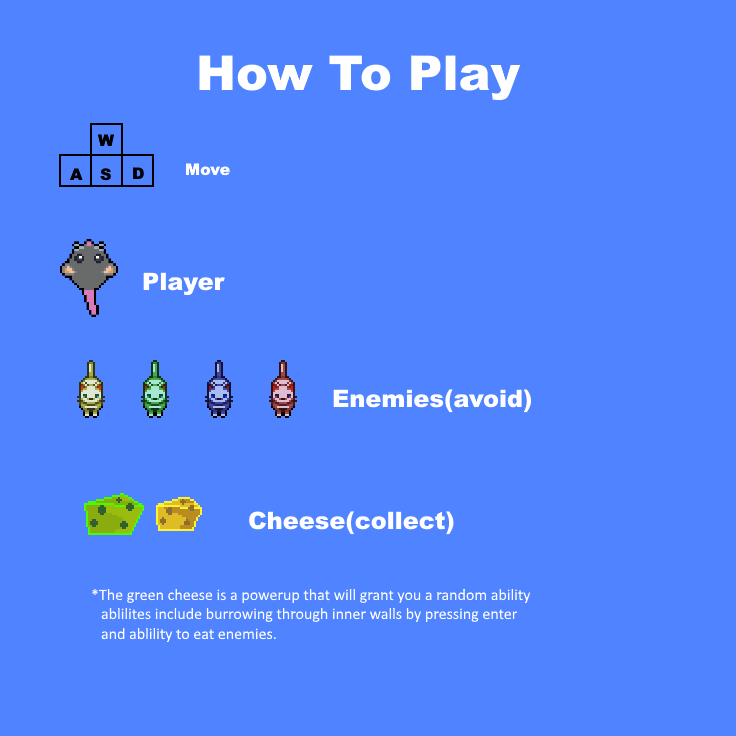 How To Play
W
A S D
Move
Player
Enemies(avoid)
Cheese(collect)
*The green cheese is a powerup that will grant you a random ability
ablilites include burrowing through inner walls by pressing enter
and ablility to eat enemies.